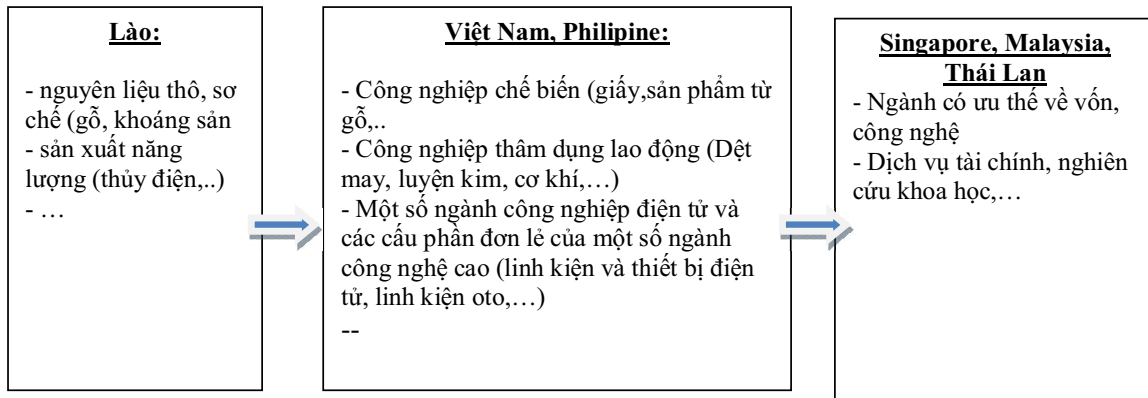 Lào:
- nguyên liệu thô, sơ
chế (gỗ, khoáng sản
- sản xuất năng
lượng (thủy điện,..)
- …
Việt Nam, Philipine:
- Công nghiệp chế biến (giấy,sản phẩm từ
gỗ,..
- Công nghiệp thâm dụng lao động (Dệt
may, luyện kim, cơ khí,…)
- Một số ngành công nghiệp điện tử và
các cấu phần đơn lẻ của một số ngành
công nghệ cao (linh kiện và thiết bị điện
tử, linh kiện oto,…)
--
Singapore, Malaysia,
Thái Lan
- Ngành có ưu thế về vốn,
công nghệ
- Dịch vụ tài chính, nghiên
cứu khoa học,…